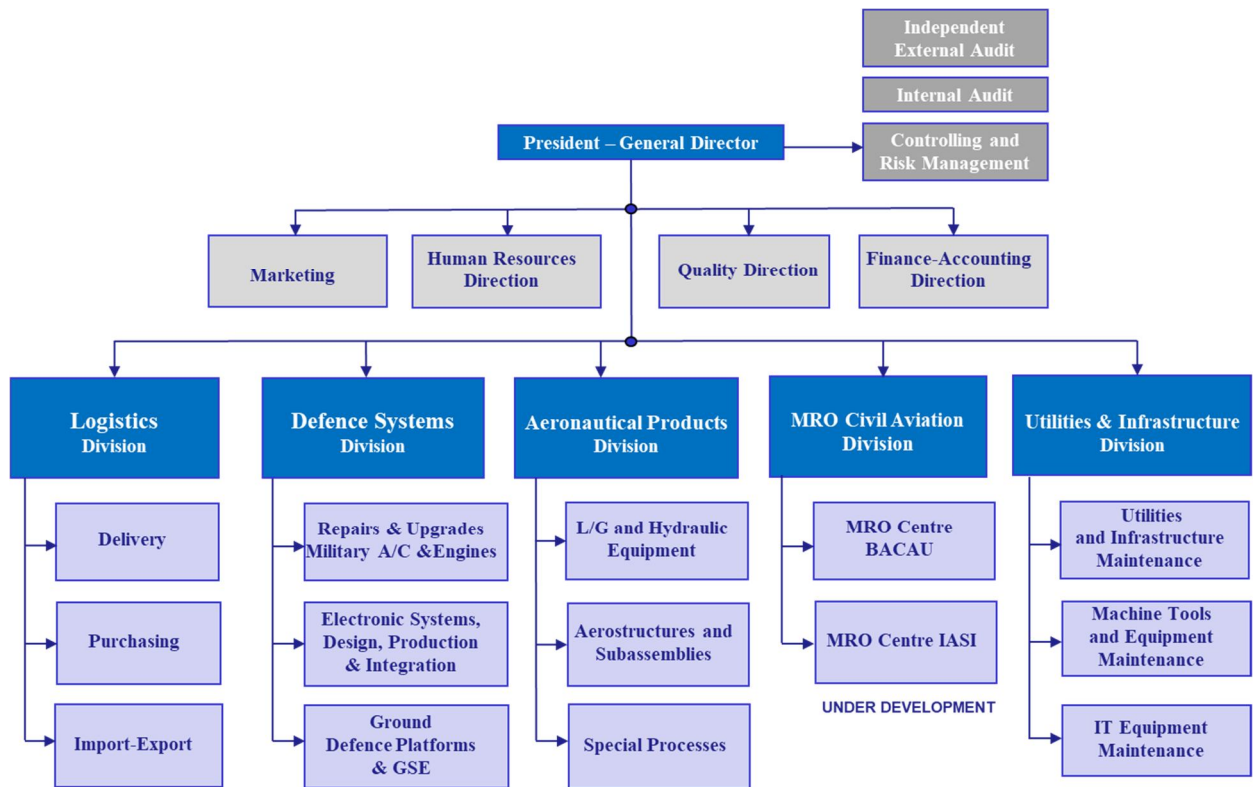 Independent
External Audit
Internal Audit
President – General Director
Controlling and
Risk Management
Marketing
Human Resources
Direction
Quality Direction
Finance-Accounting
Direction
Logistics
Division
Defence Systems
Division
Aeronautical Products
Division
MRO Civil Aviation
Division
Utilities & Infrastructure
Division
Delivery
Purchasing
Import-Export
Repairs & Upgrades
Military A/C &Engines
Electronic Systems,
Design, Production
& Integration
Ground
Defence Platforms
& GSE
L/G and Hydraulic
Equipment
Aerostructures and
Subassemblies
Special Processes
MRO Centre
BACAU
MRO Centre IASI
UNDER DEVELOPMENT
Utilities
and Infrastructure
Maintenance
Machine Tools
and Equipment
Maintenance
IT Equipment
Maintenance